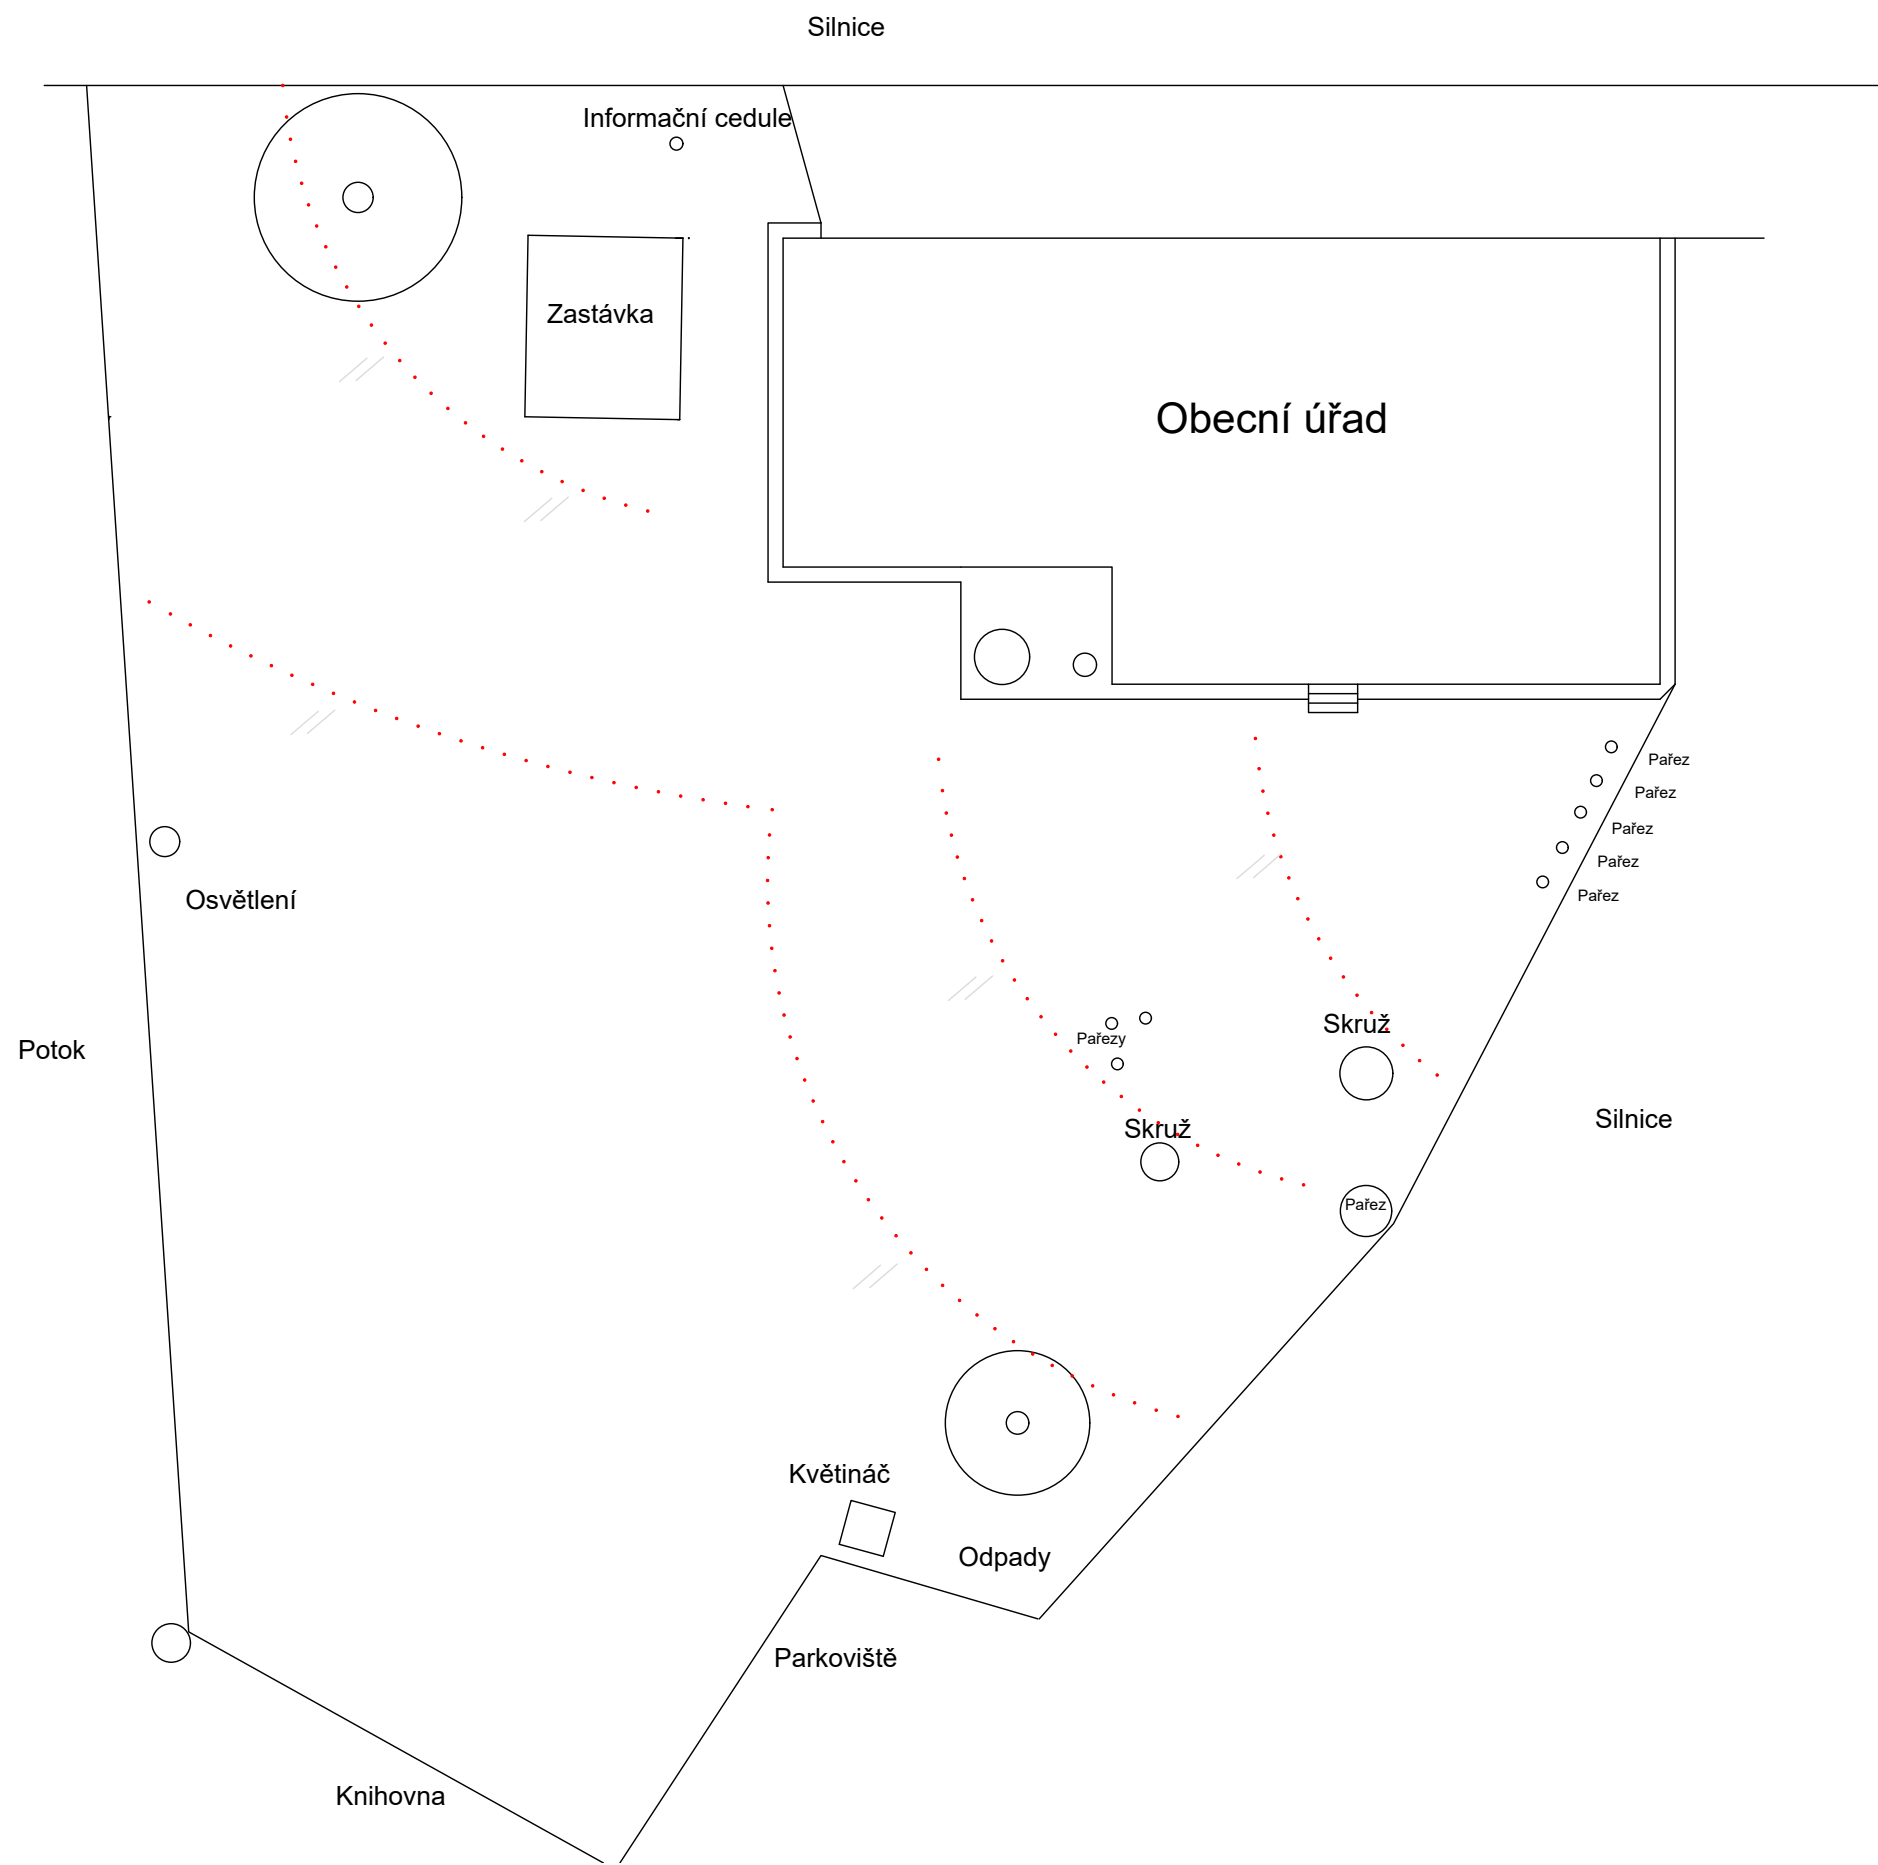 Silnice
Informační cedule
Zastávka
Obecní úřad
Pařez
Pařez
Pařez
Pařez
Pařez
Osvětlení
Skruž
Pařezy
Potok
Skruž
Silnice
Pařez
Květináč
Odpady
Parkoviště
Knihovna